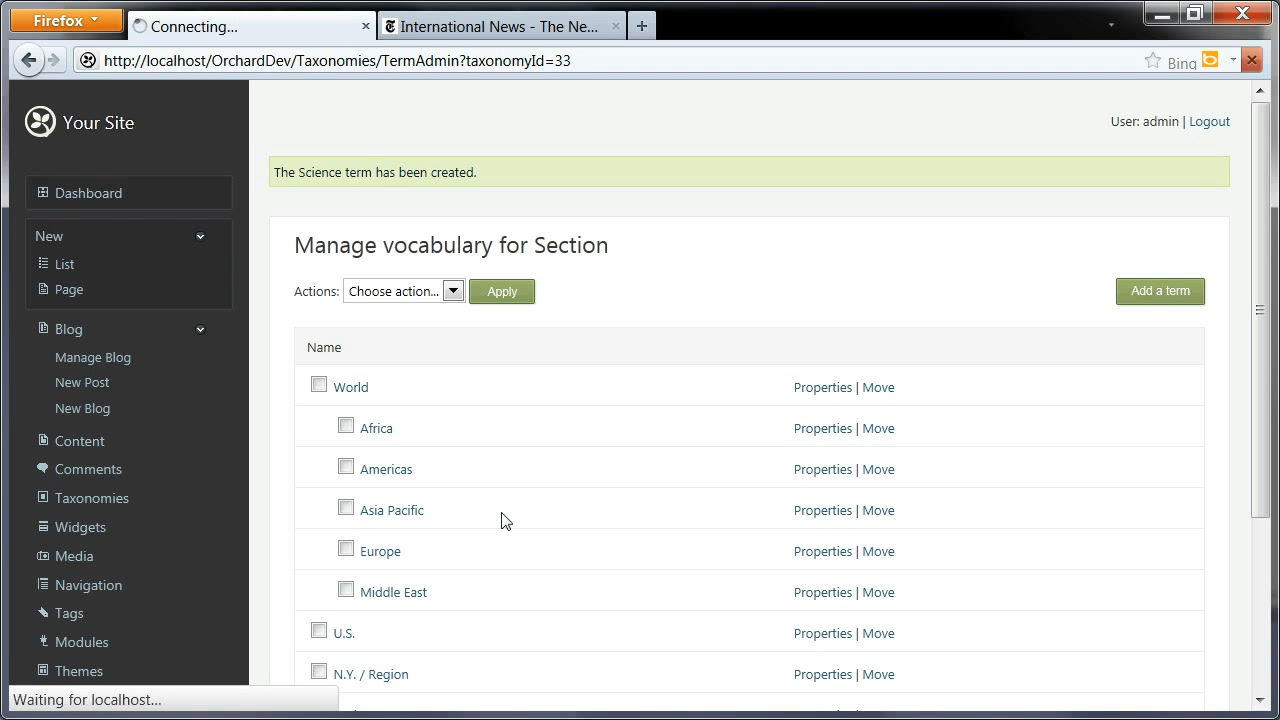 Firefox
Connecting...
International News - The Ne...
http://localhost/OrchardDev/Taxonomies/TermAdmin?taxonomyId=33
Bing
Your Site
User: admin | Logout
The Science term has been created.
Dashboard
New
List
Page
Blog
Manage Blog
New Post
New Blog
Content
Comments
Taxonomies
Widgets
Media
Navigation
Tags
Modules
Themes
Manage vocabulary for Section
Actions: Choose action... Apply
Add a term
Name
World Properties | Move
Africa Properties | Move
Americas Properties | Move
Asia Pacific Properties | Move
Europe Properties | Move
Middle East Properties | Move
U.S. Properties | Move
N.Y. / Region Properties | Move
Waiting for localhost...